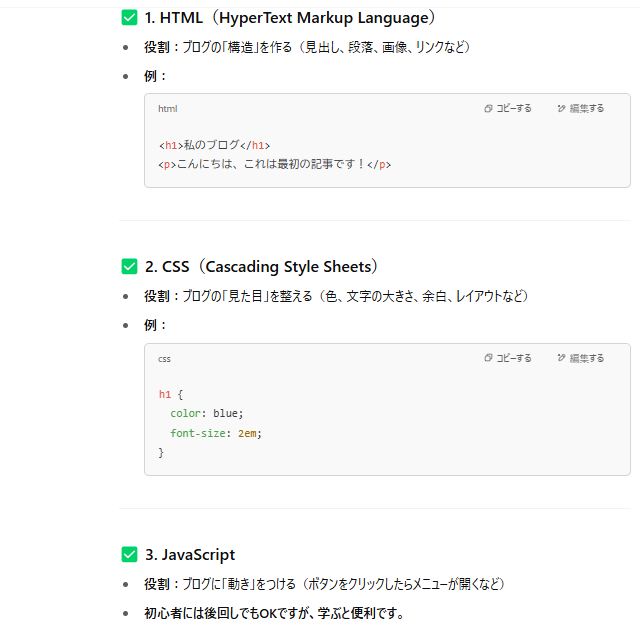 ✅ 1. HTML（HyperText Markup Language）
• 役割：ブログの「構造」を作る（見出し、段落、画像、リンクなど）
• 例：
html コピーする 編集する
<h1>私のブログ</h1>
<p>こんにちは、これは最初の記事です！</p>
✅ 2. CSS（Cascading Style Sheets）
• 役割：ブログの「見た目」を整える（色、文字の大きさ、余白、レイアウトなど）
• 例：
css コピーする 編集する
h1 {
  color: blue;
  font-size: 2em;
}
✅ 3. JavaScript
• 役割：ブログに「動き」をつける（ボタンをクリックしたらメニューが開くなど）
• 初心者には後回しでもOKですが、学ぶと便利です。